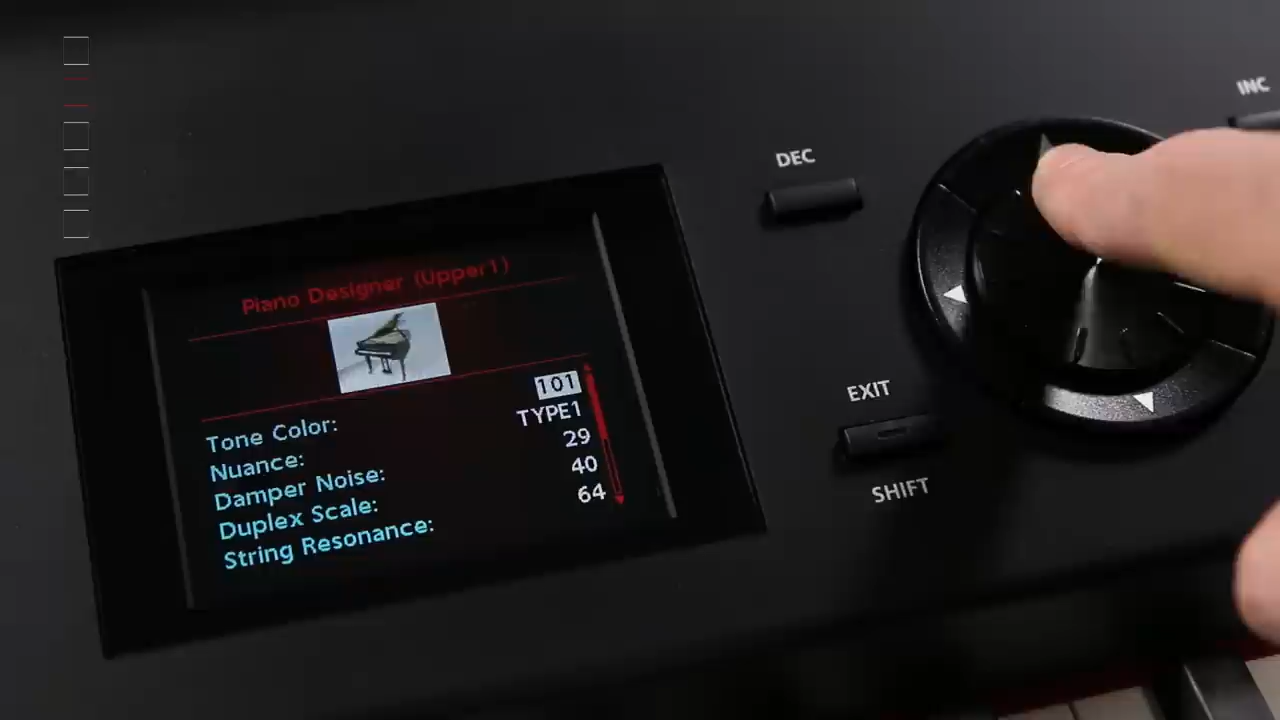 INC
DEC
Piano Designer (Upper1)
Tone Color: 101
Nuance: TYPE1
Damper Noise: 29
Duplex Scale: 40
String Resonance: 64
EXIT
SHIFT